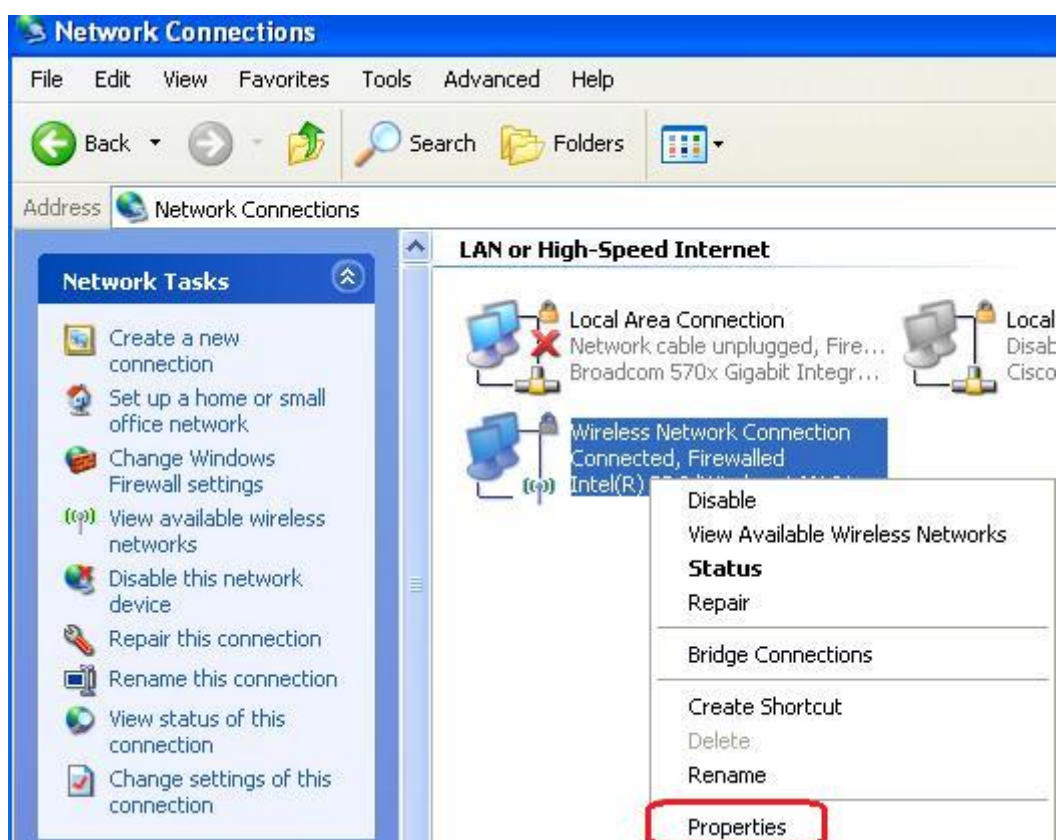 Network Connections
File Edit View Favorites Tools Advanced Help
Back Search Folders
Address Network Connections
Network Tasks
Create a new
connection
Set up a home or small
office network
Change Windows
Firewall settings
View available wireless
networks
Disable this network
device
Repair this connection
Rename this connection
View status of this
connection
Change settings of this
connection
LAN or High-Speed Internet
Local Area Connection
Network cable unplugged, Fire...
Broadcom 570x Gigabit Integr...
Local
Disab
Cisco
Wireless Network Connection
Connected, Firewalled
Intel(R)
Disable
View Available Wireless Networks
Status
Repair
Bridge Connections
Create Shortcut
Delete
Rename
Properties